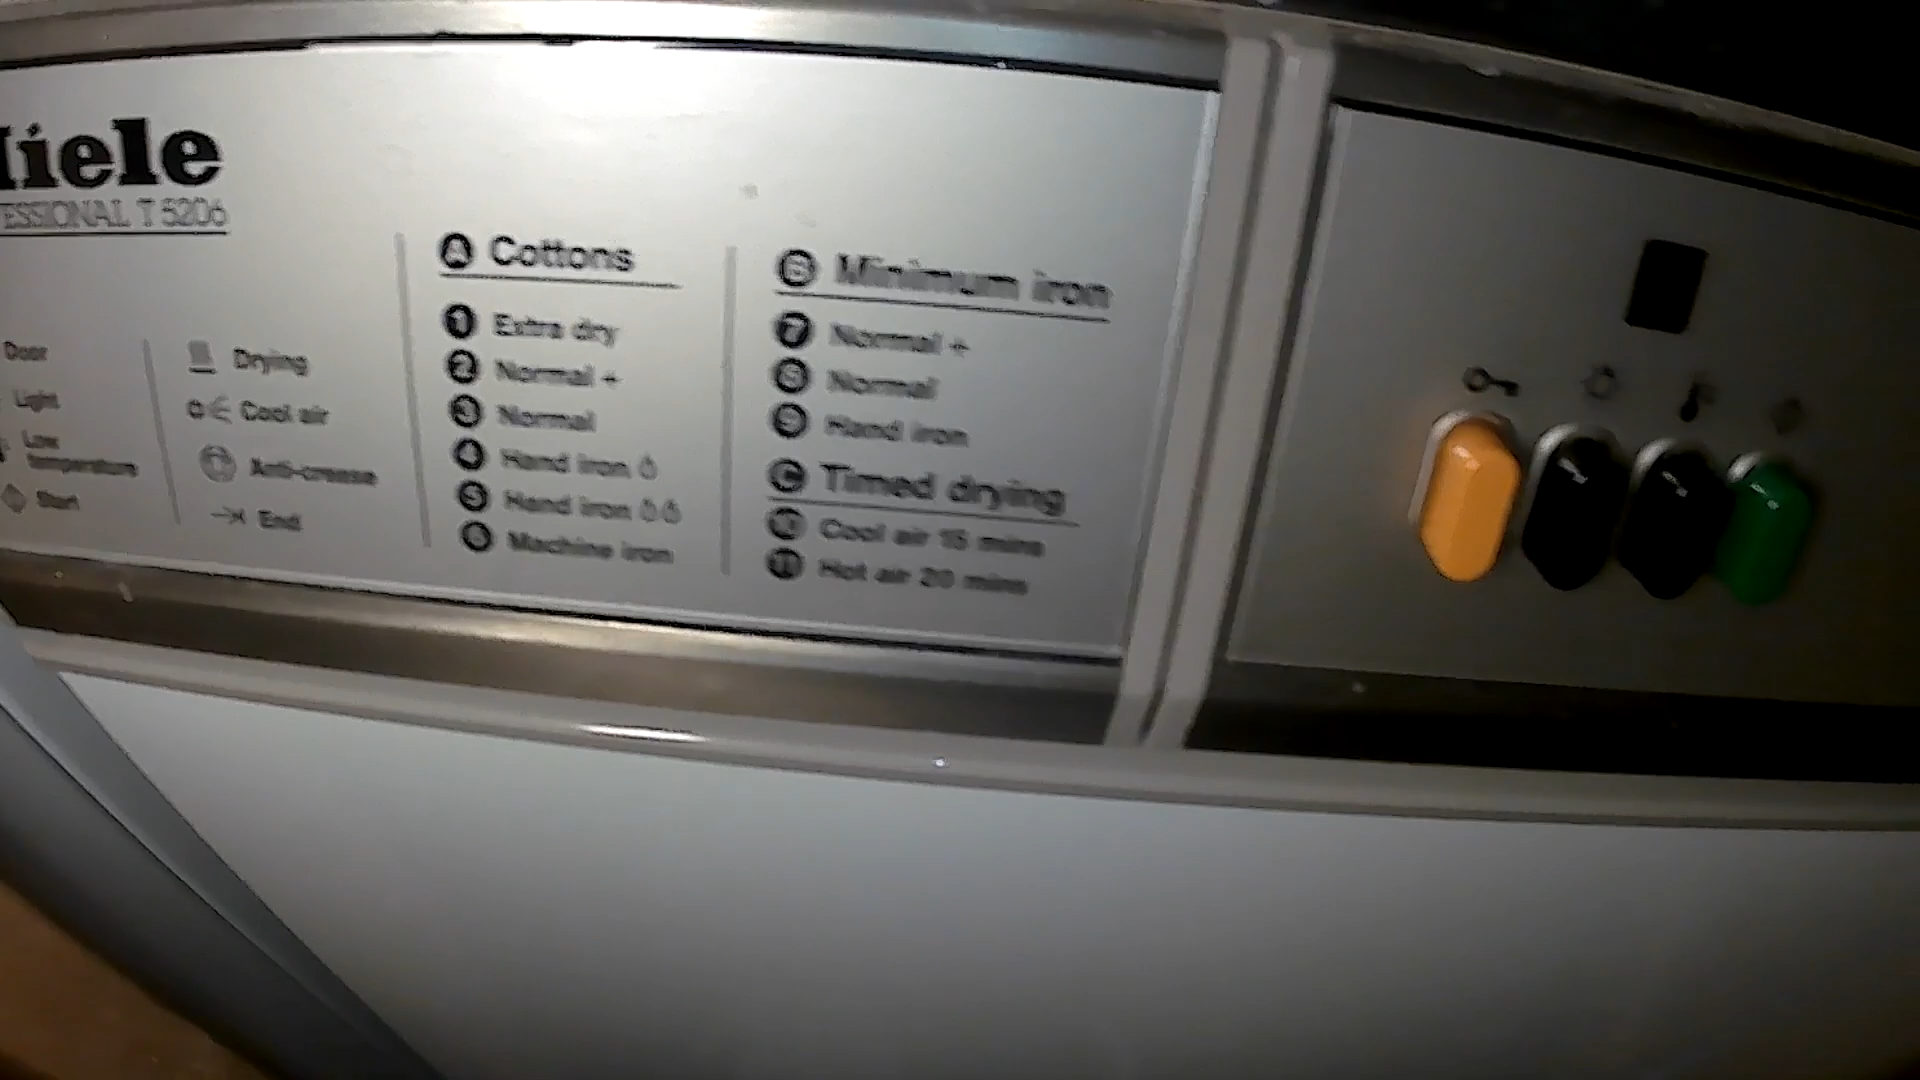 Miele
PROFESSIONAL T 5206
Door
Light
Low
temperature
Start
Drying
Cool air
Anti-crease
End
A Cottons
1 Extra dry
2 Normal +
3 Normal
4 Hand iron
5 Hand iron
6 Machine iron
B Minimum iron
7 Normal +
8 Normal
9 Hand iron
C Timed drying
10 Cool air 15 mins
11 Hot air 20 mins